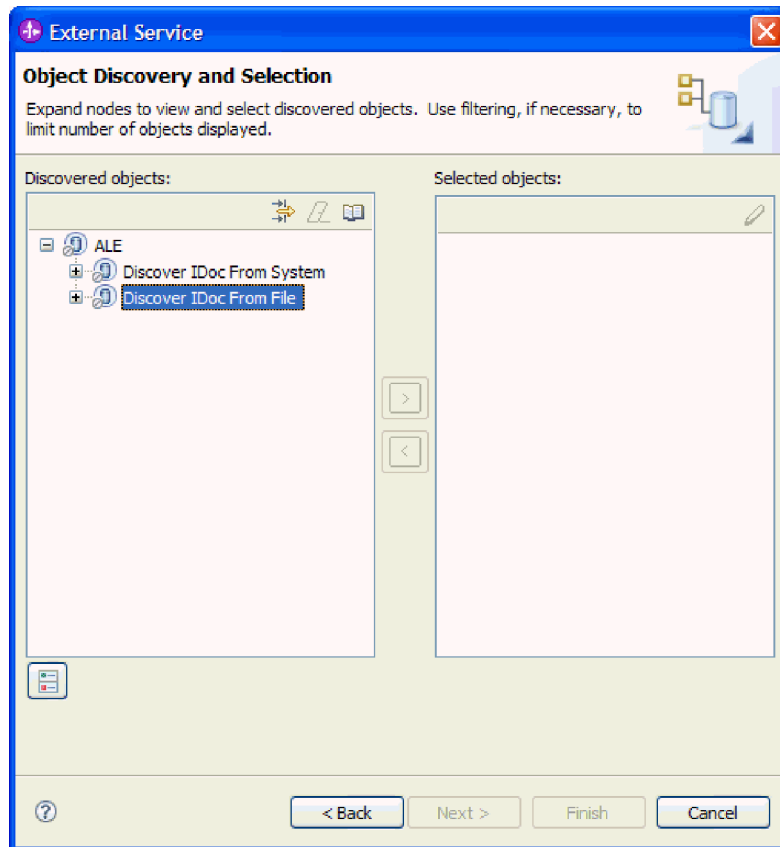 External Service
Object Discovery and Selection
Expand nodes to view and select discovered objects. Use filtering, if necessary, to
limit number of objects displayed.
Discovered objects:
Selected objects:
ALE
Discover IDoc From System
Discover IDoc From File
>
<
?
< Back
Next >
Finish
Cancel